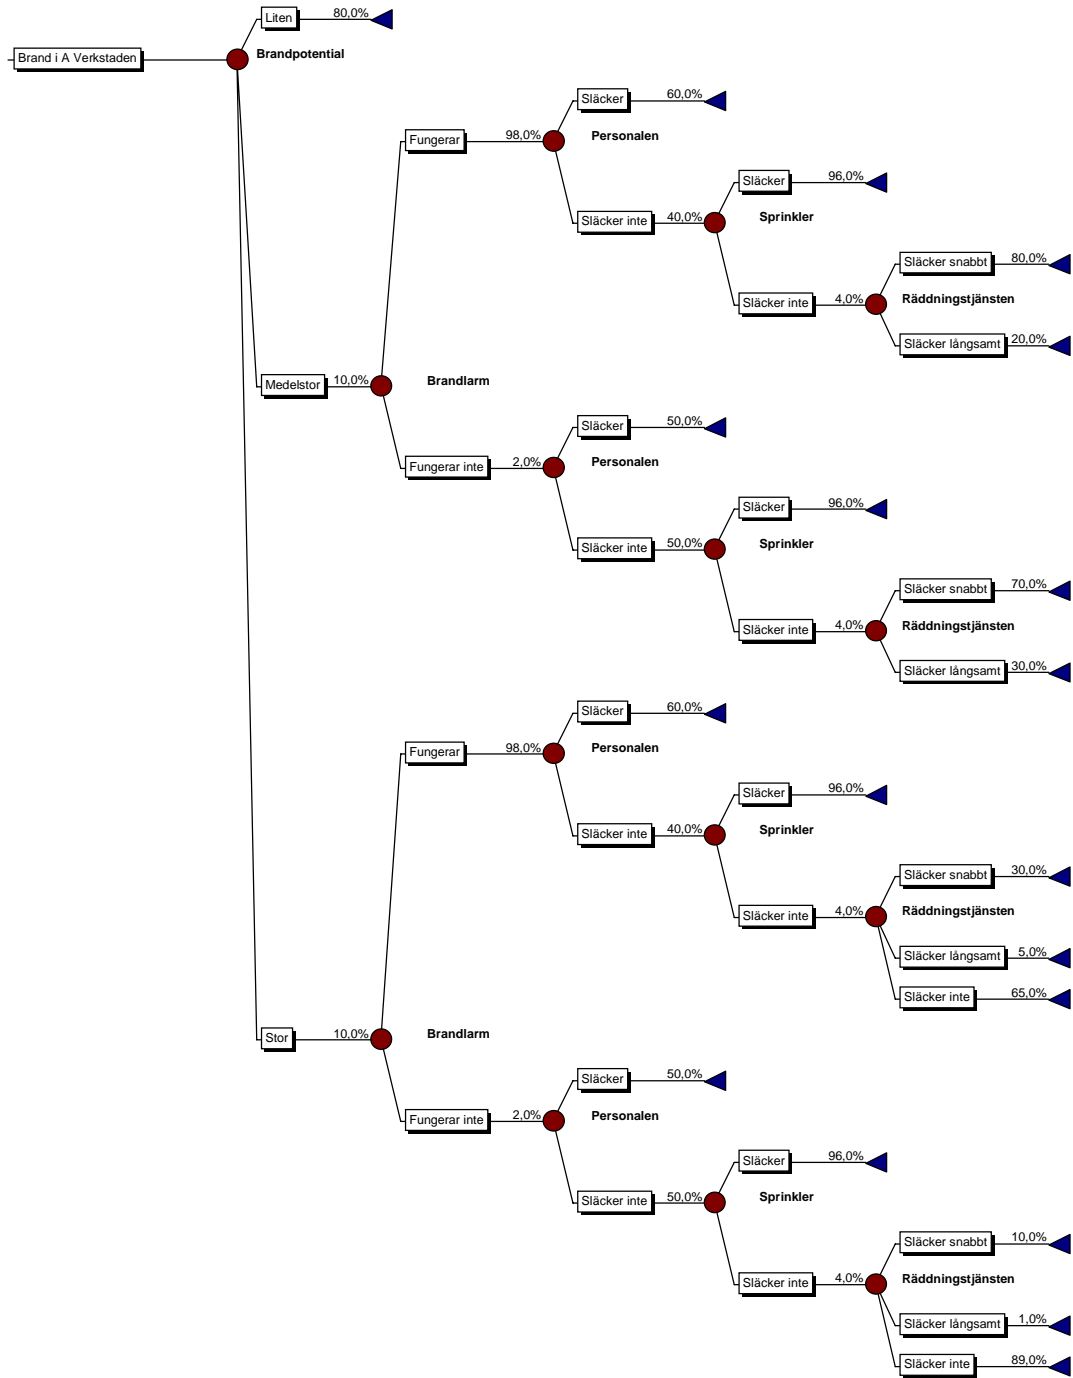 Liten 80,0%
Brand i A Verkstaden Brandpotential
Släcker 60,0%
Fungerar 98,0% Personalen
Släcker 96,0%
Släcker inte 40,0% Sprinkler
Släcker snabbt 80,0%
Släcker inte 4,0% Räddningstjänsten
Släcker långsamt 20,0%
Medelstor 10,0% Brandlarm
Släcker 50,0%
Fungerar inte 2,0% Personalen
Släcker 96,0%
Släcker inte 50,0% Sprinkler
Släcker snabbt 70,0%
Släcker inte 4,0% Räddningstjänsten
Släcker långsamt 30,0%
Släcker 60,0%
Fungerar 98,0% Personalen
Släcker 96,0%
Släcker inte 40,0% Sprinkler
Släcker snabbt 30,0%
Släcker inte 4,0% Räddningstjänsten
Släcker långsamt 5,0%
Släcker inte 65,0%
Stor 10,0% Brandlarm
Släcker 50,0%
Fungerar inte 2,0% Personalen
Släcker 96,0%
Släcker inte 50,0% Sprinkler
Släcker snabbt 10,0%
Släcker inte 4,0% Räddningstjänsten
Släcker långsamt 1,0%
Släcker inte 89,0%